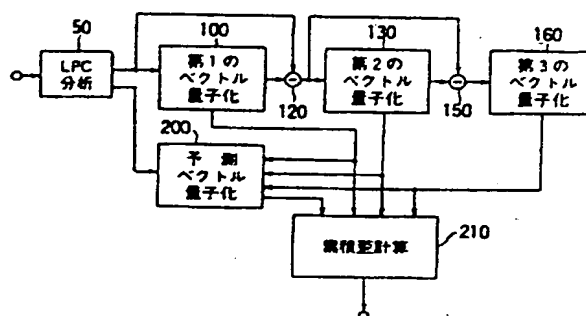 50
LPC
分析
100
第1の
ベクトル
量子化
120
130
第2の
ベクトル
量子化
150
160
第3の
ベクトル
量子化
200
予測
ベクトル
量子化
累積歪計算
210